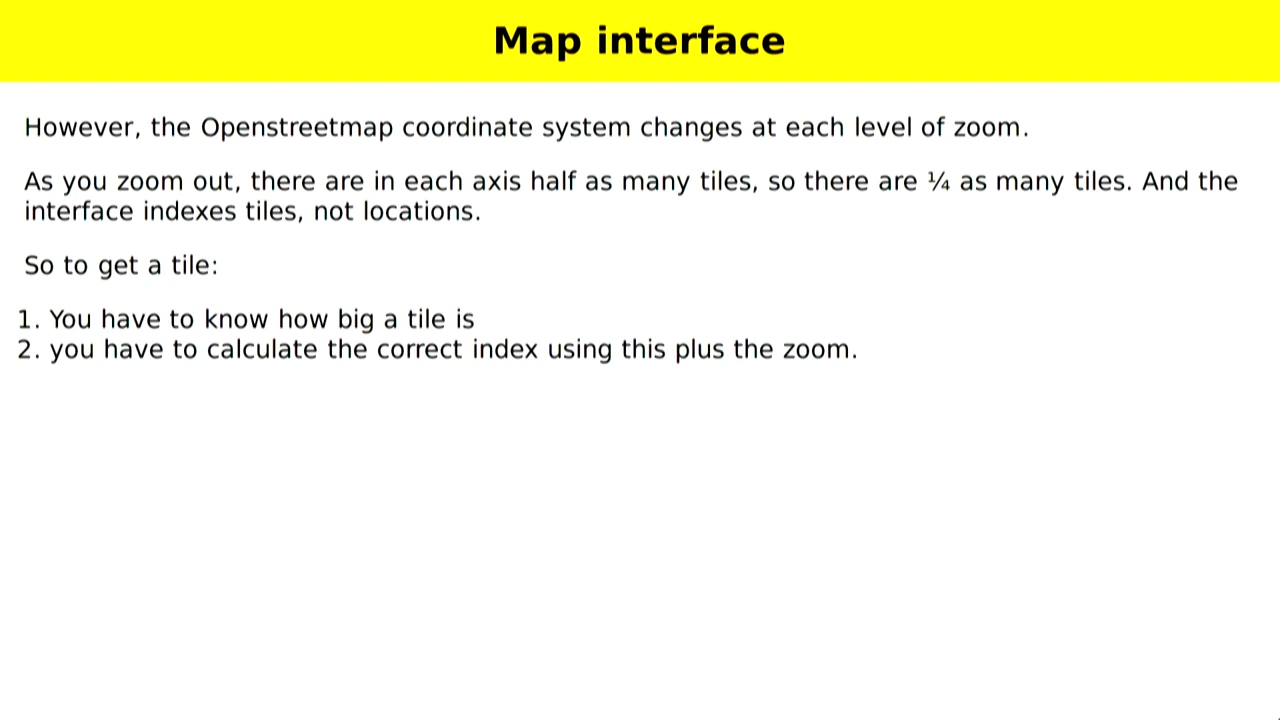 Map interface
However, the Openstreetmap coordinate system changes at each level of zoom.
As you zoom out, there are in each axis half as many tiles, so there are ¼ as many tiles. And the
interface indexes tiles, not locations.
So to get a tile:
1. You have to know how big a tile is
2. you have to calculate the correct index using this plus the zoom.